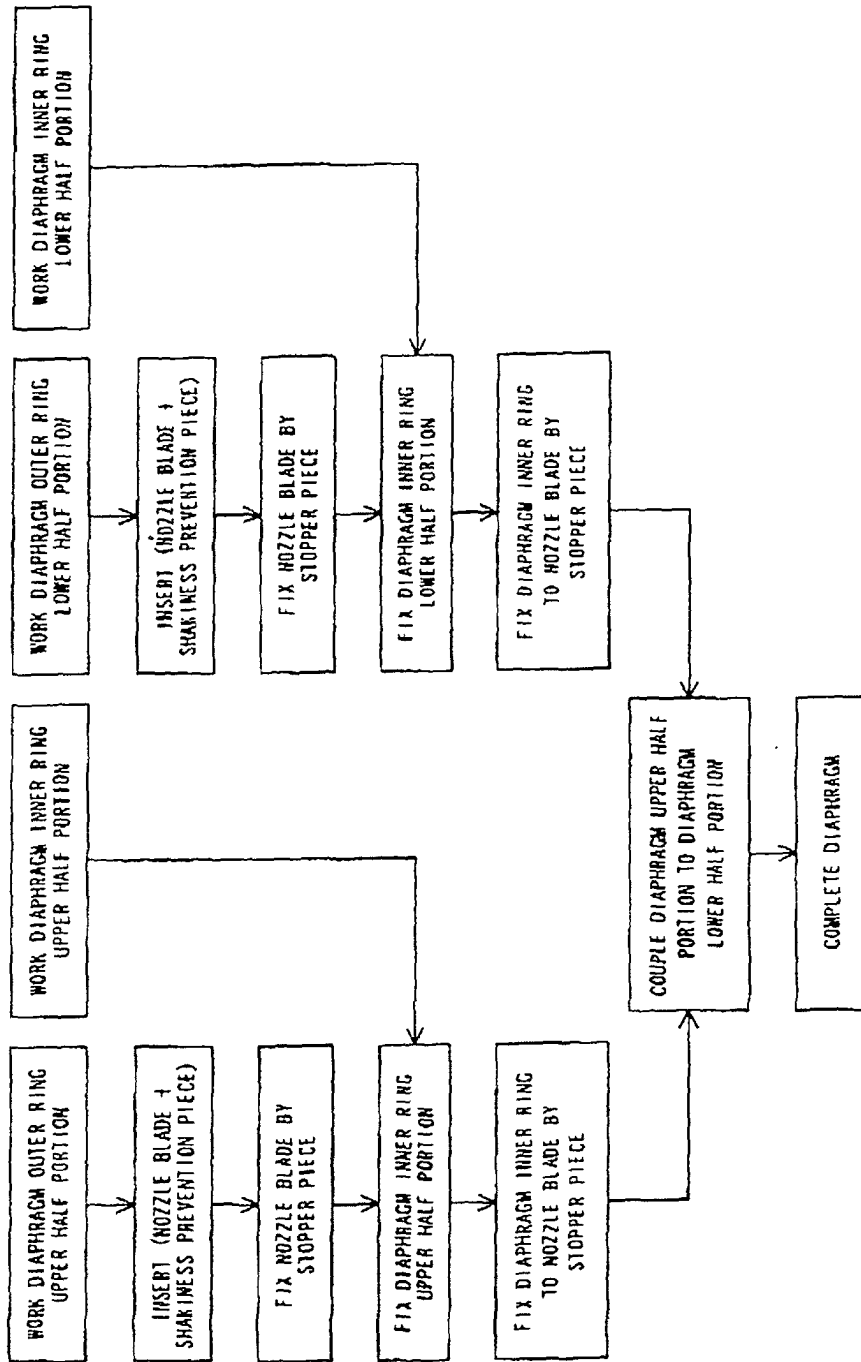 WORK DIAPHRAGM OUTER RING
UPPER HALF PORTION
INSERT (NOZZLE BLADE +
SHAKINESS PREVENTION PIECE)
FIX NOZZLE BLADE BY
STOPPER PIECE
WORK DIAPHRAGM INNER RING
UPPER HALF PORTION
FIX DIAPHRAGM INNER RING
UPPER HALF PORTION
FIX DIAPHRAGM INNER RING
TO NOZZLE BLADE BY
STOPPER PIECE
WORK DIAPHRAGM OUTER RING
LOWER HALF PORTION
INSERT (NOZZLE BLADE +
SHAKINESS PREVENTION PIECE)
FIX NOZZLE BLADE BY
STOPPER PIECE
WORK DIAPHRAGM INNER RING
LOWER HALF PORTION
FIX DIAPHRAGM INNER RING
LOWER HALF PORTION
FIX DIAPHRAGM INNER RING
TO NOZZLE BLADE BY
STOPPER PIECE
COUPLE DIAPHRAGM UPPER HALF
PORTION TO DIAPHRAGM
LOWER HALF PORTION
COMPLETE DIAPHRAGM